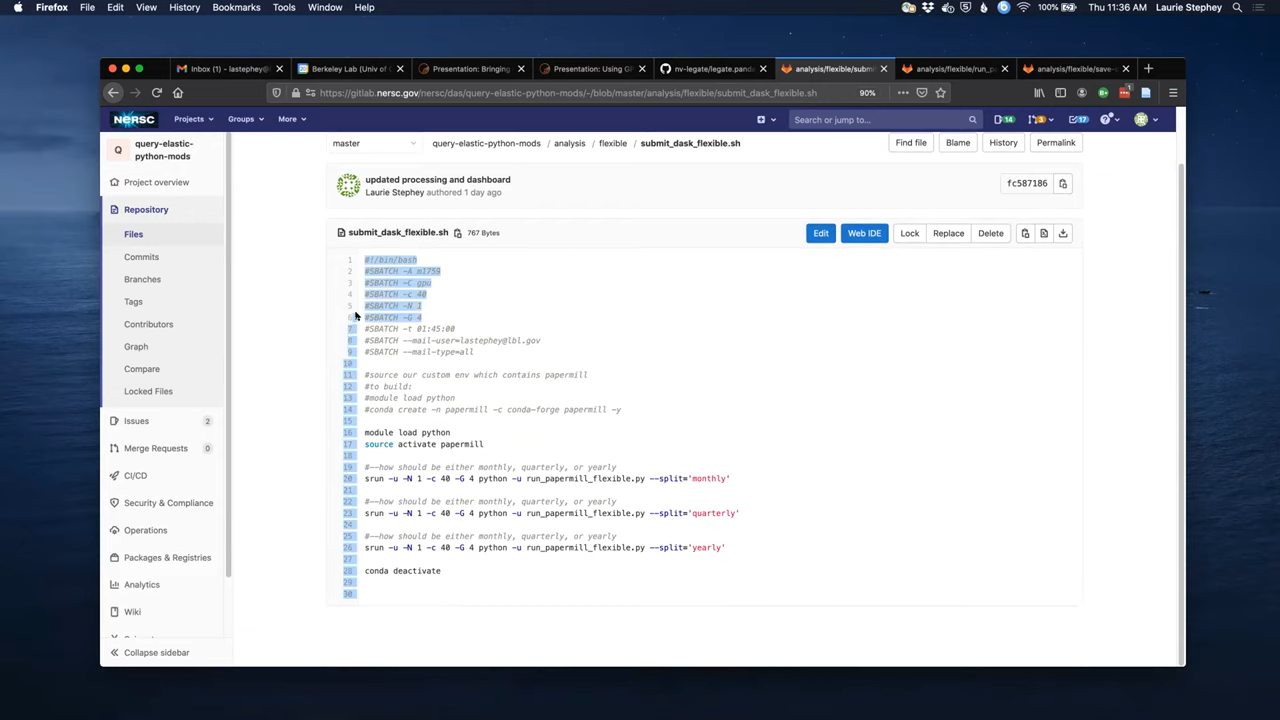 Firefox File Edit View History Bookmarks Tools Window Help
100% Thu 11:36 AM Laurie Stephey
Inbox (1) - lastephey@l
Berkeley Lab (Univ of C
Presentation: Bringing
Presentation: Using GP
nv-legate/legate.panda
analysis/flexible/submi
analysis/flexible/run_p
analysis/flexible/save-
https://gitlab.nersc.gov/nersc/das/query-elastic-python-mods/-/blob/master/analysis/flexible/submit_dask_flexible.sh
90%
NERSC Projects Groups More
Search or jump to...
14 3 17
Q
query-elastic-
python-mods
master
query-elastic-python-mods / analysis / flexible / submit_dask_flexible.sh
Find file Blame History Permalink
Project overview
updated processing and dashboard
Laurie Stephey authored 1 day ago
fc587186
Repository
Files
Commits
Branches
Tags
Contributors
Graph
Compare
Locked Files
Issues 2
Merge Requests 0
CI/CD
Security & Compliance
Operations
Packages & Registries
Analytics
Wiki
Collapse sidebar
submit_dask_flexible.sh 767 Bytes
Edit Web IDE Lock Replace Delete
1 #!/bin/bash
2 #SBATCH -A m1759
3 #SBATCH -C gpu
4 #SBATCH -c 40
5 #SBATCH -N 1
6 #SBATCH -G 4
7 #SBATCH -t 01:45:00
8 #SBATCH --mail-user=lastephey@lbl.gov
9 #SBATCH --mail-type=all
10
11 #source our custom env which contains papermill
12 #to build:
13 #module load python
14 #conda create -n papermill -c conda-forge papermill -y
15
16 module load python
17 source activate papermill
18
19 #--how should be either monthly, quarterly, or yearly
20 srun -u -N 1 -c 40 -G 4 python -u run_papermill_flexible.py --split='monthly'
21
22 #--how should be either monthly, quarterly, or yearly
23 srun -u -N 1 -c 40 -G 4 python -u run_papermill_flexible.py --split='quarterly'
24
25 #--how should be either monthly, quarterly, or yearly
26 srun -u -N 1 -c 40 -G 4 python -u run_papermill_flexible.py --split='yearly'
27
28 conda deactivate
29
30